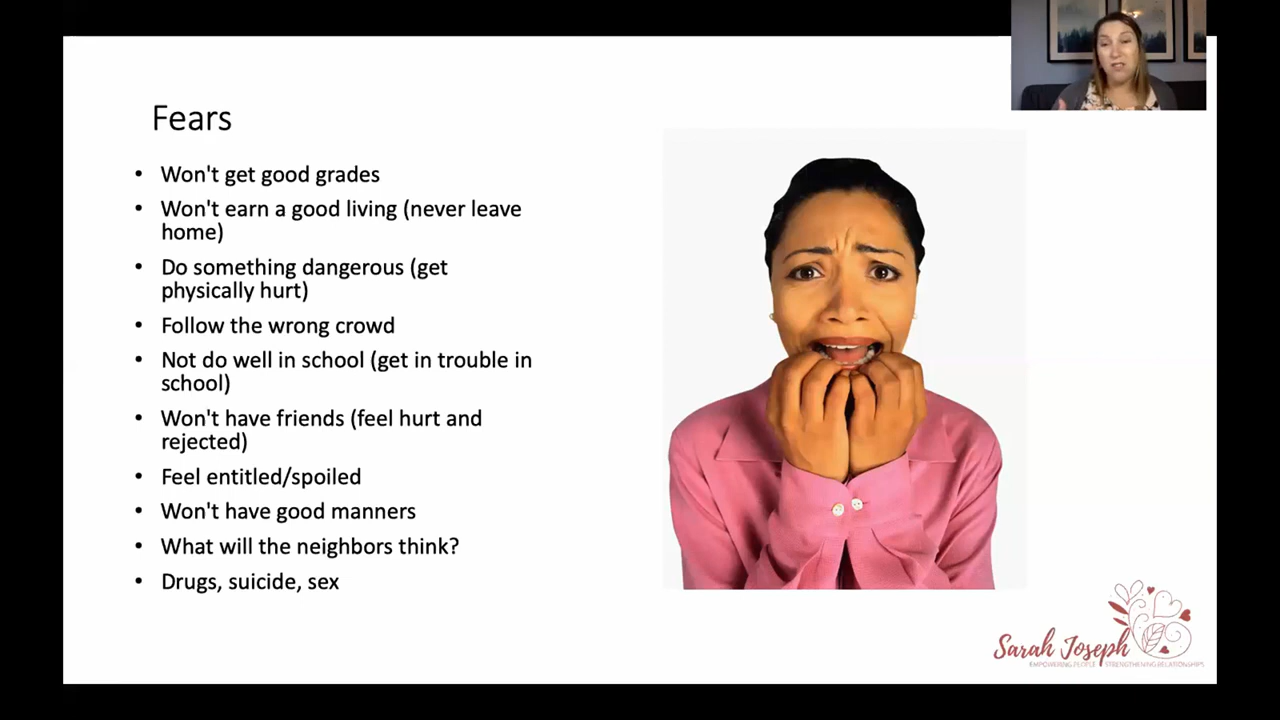 Fears
• Won't get good grades
• Won't earn a good living (never leave
home)
• Do something dangerous (get
physically hurt)
• Follow the wrong crowd
• Not do well in school (get in trouble in
school)
• Won't have friends (feel hurt and
rejected)
• Feel entitled/spoiled
• Won't have good manners
• What will the neighbors think?
• Drugs, suicide, sex
Sarah Joseph
EMPOWERING PEOPLE STRENGTHENING RELATIONSHIPS